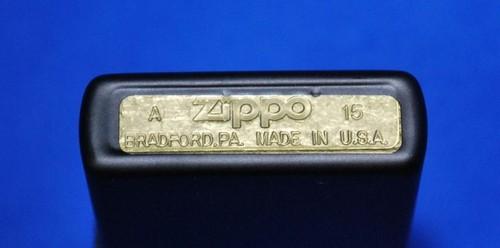 A Zippo 15
BRADFORD,PA. MADE IN U.S.A.